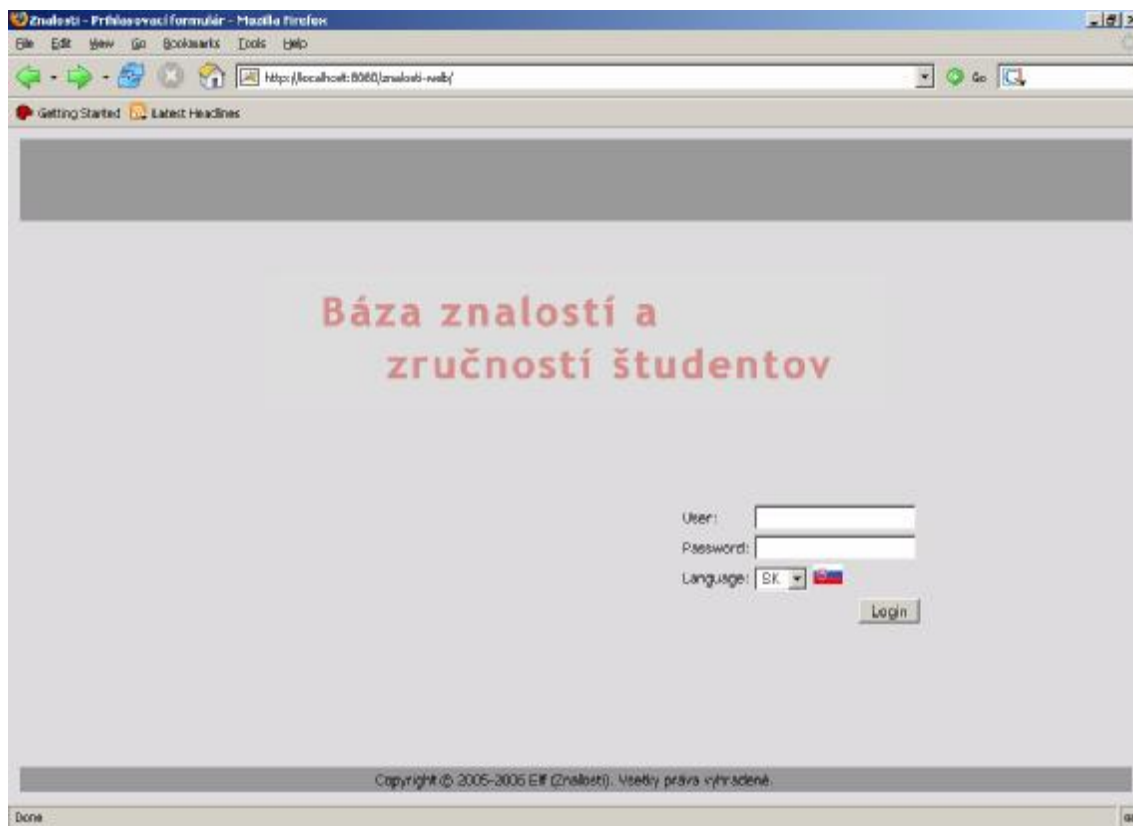 Znalosti - Prihlasovací formulár - Mozilla Firefox
File Edit View Go Bookmarks Tools Help
http://localhost:8080/znalosti-web/ Go
Getting Started Latest Headlines
Báza znalostí a
zručností študentov
User:
Password:
Language: SK
Login
Copyright © 2005-2006 Elf (Znalosti). Vsetky práva vyhradené.
Done